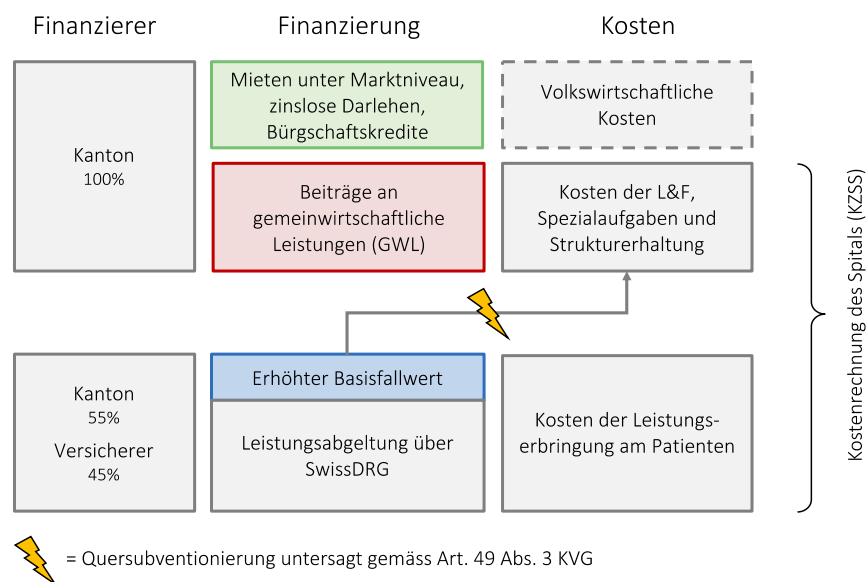 Finanzierer
Finanzierung
Kosten
Kanton
100%
Mieten unter Marktniveau,
zinslose Darlehen,
Bürgschaftskredite
Volkswirtschaftliche
Kosten
Beiträge an
gemeinwirtschaftliche
Leistungen (GWL)
Kosten der L&F,
Spezialaufgaben und
Strukturerhaltung
Kanton
55%
Versicherer
45%
Erhöhter Basisfallwert
Leistungsabgeltung über
SwissDRG
Kosten der Leistungs-
erbringung am Patienten
Kostenrechnung des Spitals (KZSS)
= Quersubventionierung untersagt gemäss Art. 49 Abs. 3 KVG